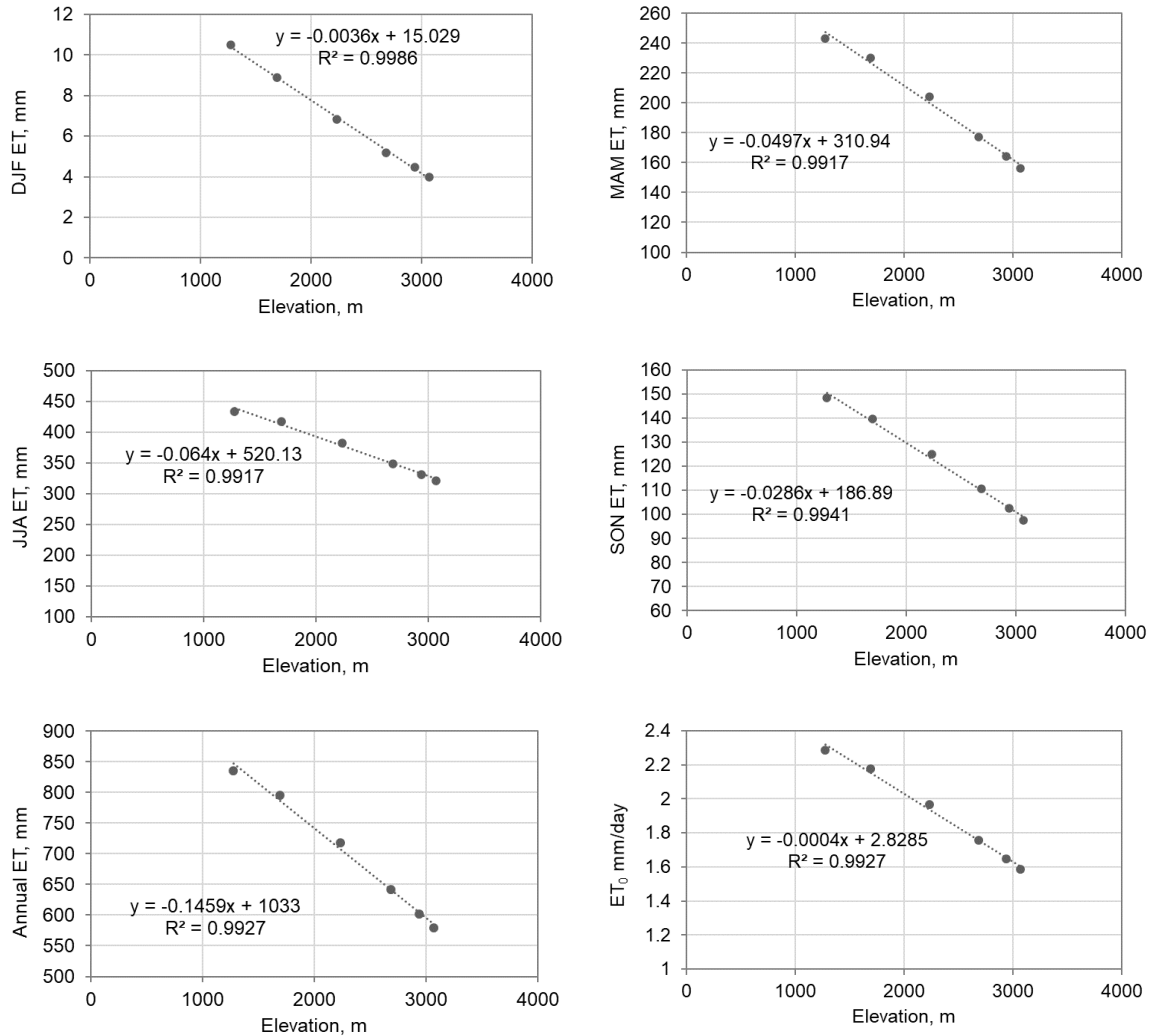 12
10
8
6
4
2
0
DJF ET, mm
y = -0.0036x + 15.029
R² = 0.9986
0 1000 2000 3000 4000
Elevation, m
260
240
220
200
180
160
140
120
100
MAM ET, mm
y = -0.0497x + 310.94
R² = 0.9917
0 1000 2000 3000 4000
Elevation, m
500
450
400
350
300
250
200
150
100
JJA ET, mm
y = -0.064x + 520.13
R² = 0.9917
0 1000 2000 3000 4000
Elevation, m
160
150
140
130
120
110
100
90
80
70
60
SON ET, mm
y = -0.0286x + 186.89
R² = 0.9941
0 1000 2000 3000 4000
Elevation, m
900
850
800
750
700
650
600
550
500
Annual ET, mm
y = -0.1459x + 1033
R² = 0.9927
0 1000 2000 3000 4000
Elevation, m
2.4
2.2
2
1.8
1.6
1.4
1.2
1
ET₀ mm/day
y = -0.0004x + 2.8285
R² = 0.9927
0 1000 2000 3000 4000
Elevation, m